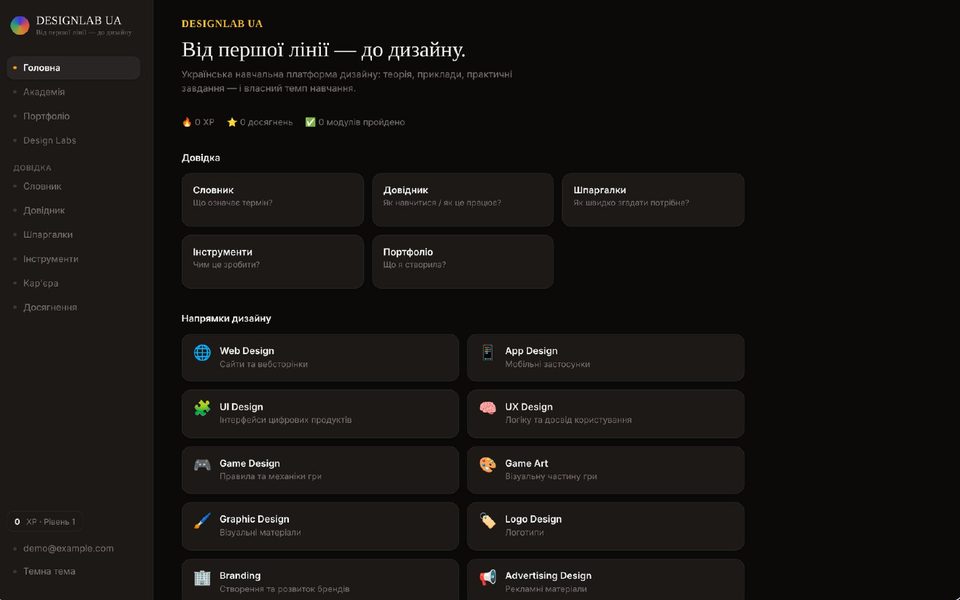 DESIGNLAB UA
Від першої лінії — до дизайну
Головна
Академія
Портфоліо
Design Labs
ДОВІДКА
Словник
Довідник
Шпаргалки
Інструменти
Кар'єра
Досягнення
0 XP · Рівень 1
demo@example.com
Темна тема
DESIGNLAB UA
Від першої лінії — до дизайну.
Українська навчальна платформа дизайну: теорія, приклади, практичні
завдання — і власний темп навчання.
0 XP 0 досягнень 0 модулів пройдено
Довідка
Словник
Що означає термін?
Довідник
Як навчитися / як це працює?
Шпаргалки
Як швидко згадати потрібне?
Інструменти
Чим це зробити?
Портфоліо
Що я створила?
Напрямки дизайну
Web Design
Сайти та вебсторінки
App Design
Мобільні застосунки
UI Design
Інтерфейси цифрових продуктів
UX Design
Логіку та досвід користування
Game Design
Правила та механіки гри
Game Art
Візуальну частину гри
Graphic Design
Візуальні матеріали
Logo Design
Логотипи
Branding
Створення та розвиток брендів
Advertising Design
Рекламні матеріали